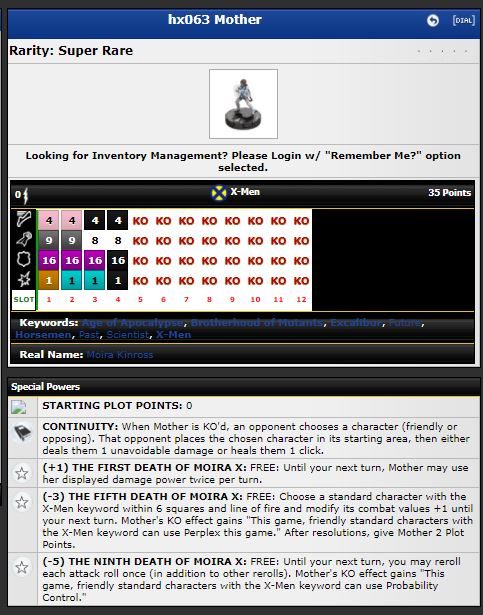 hx063 Mother
[DIAL]
Rarity: Super Rare
Looking for Inventory Management? Please Login w/ "Remember Me?" option
selected.
0
X-Men
35 Points
4 4 4 4 KO KO KO KO KO KO KO KO
9 9 8 8 KO KO KO KO KO KO KO KO
16 16 16 16 KO KO KO KO KO KO KO KO
1 1 1 1 KO KO KO KO KO KO KO KO
SLOT 1 2 3 4 5 6 7 8 9 10 11 12
Keywords: Age of Apocalypse, Brotherhood of Mutants, Excalibur, Future,
Horsemen, Past, Scientist, X-Men
Real Name: Moira Kinross
Special Powers
STARTING PLOT POINTS: 0
CONTINUITY: When Mother is KO'd, an opponent chooses a character (friendly or
opposing). That opponent places the chosen character in its starting area, then either
deals them 1 unavoidable damage or heals them 1 click.
(+1) THE FIRST DEATH OF MOIRA X: FREE: Until your next turn, Mother may use
her displayed damage power twice per turn.
(-3) THE FIFTH DEATH OF MOIRA X: FREE: Choose a standard character with the
X-Men keyword within 6 squares and line of fire and modify its combat values +1 until
your next turn. Mother's KO effect gains "This game, friendly standard characters with
the X-Men keyword can use Perplex this game." After resolutions, give Mother 2 Plot
Points.
(-5) THE NINTH DEATH OF MOIRA X: FREE: Until your next turn, you may reroll
each attack roll once (in addition to other rerolls). Mother's KO effect gains "This
game, friendly standard characters with the X-Men keyword can use Probability
Control."